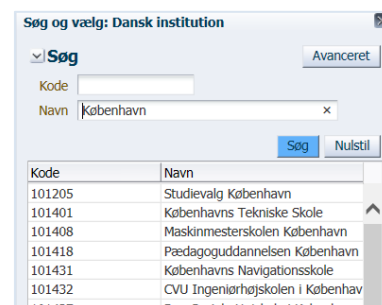 Søg og vælg: Dansk institution
Søg
Avanceret
Kode
Navn København ×
Søg Nulstil
Kode Navn
101205 Studievalg København
101401 Københavns Tekniske Skole
101408 Maskinmesterskolen København
101418 Pædagoguddannelsen København
101431 Københavns Navigationsskole
101432 CVU Ingeniørhøjskolen i Københav